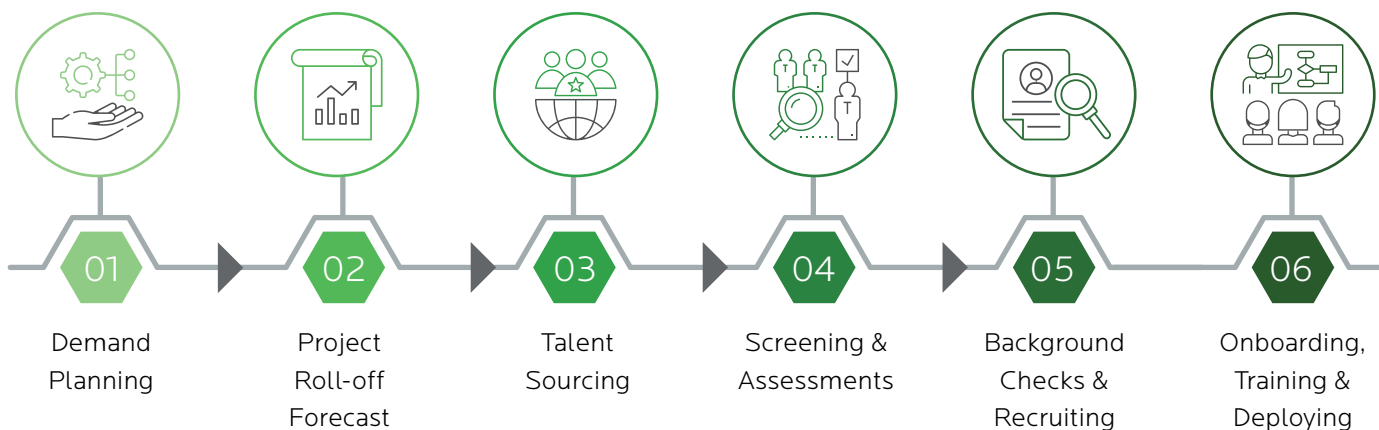 01
Demand
Planning
02
Project
Roll-off
Forecast
03
Talent
Sourcing
04
Screening &
Assessments
05
Background
Checks &
Recruiting
06
Onboarding,
Training &
Deploying